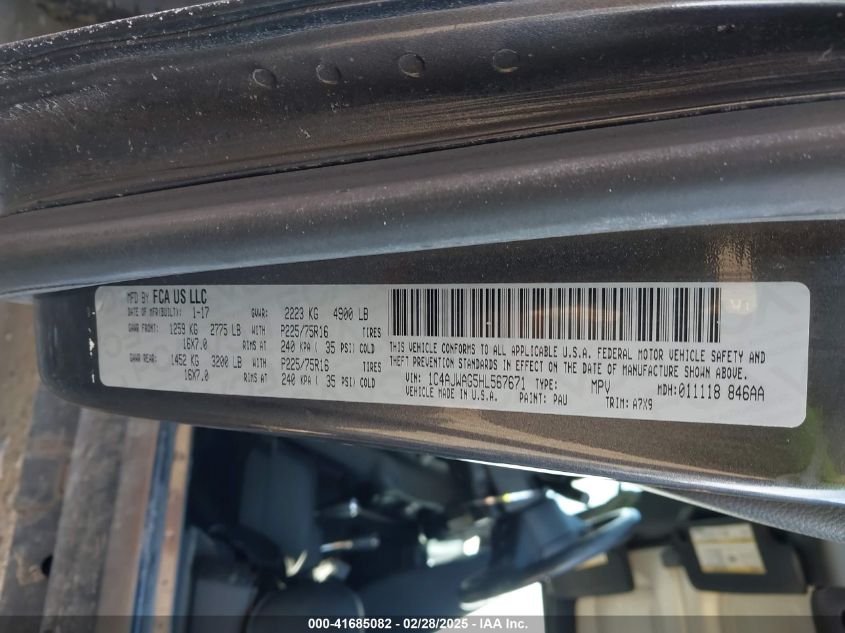 MFD BY FCA US LLC
DATE OF MFR(BUILT): 1-17 GVWR: 2223 KG 4900 LB
GAWR FRONT: 1259 KG 2775 LB WITH P225/75R16 TIRES
16X7.0 RIMS AT 240 KPA ( 35 PSI) COLD
GAWR REAR: 1452 KG 3200 LB WITH P225/75R16 TIRES
16X7.0 RIMS AT 240 KPA ( 35 PSI) COLD
THIS VEHICLE CONFORMS TO ALL APPLICABLE U.S.A. FEDERAL MOTOR VEHICLE SAFETY AND
THEFT PREVENTION STANDARDS IN EFFECT ON THE DATE OF MANUFACTURE SHOWN ABOVE.
VIN: 1C4AJWAG5HL567671 TYPE: MPV MDH:011118 846AA
VEHICLE MADE IN U.S.A. PAINT: PAU TRIM: A7X9
000-41685082 - 02/28/2025 - IAA Inc.